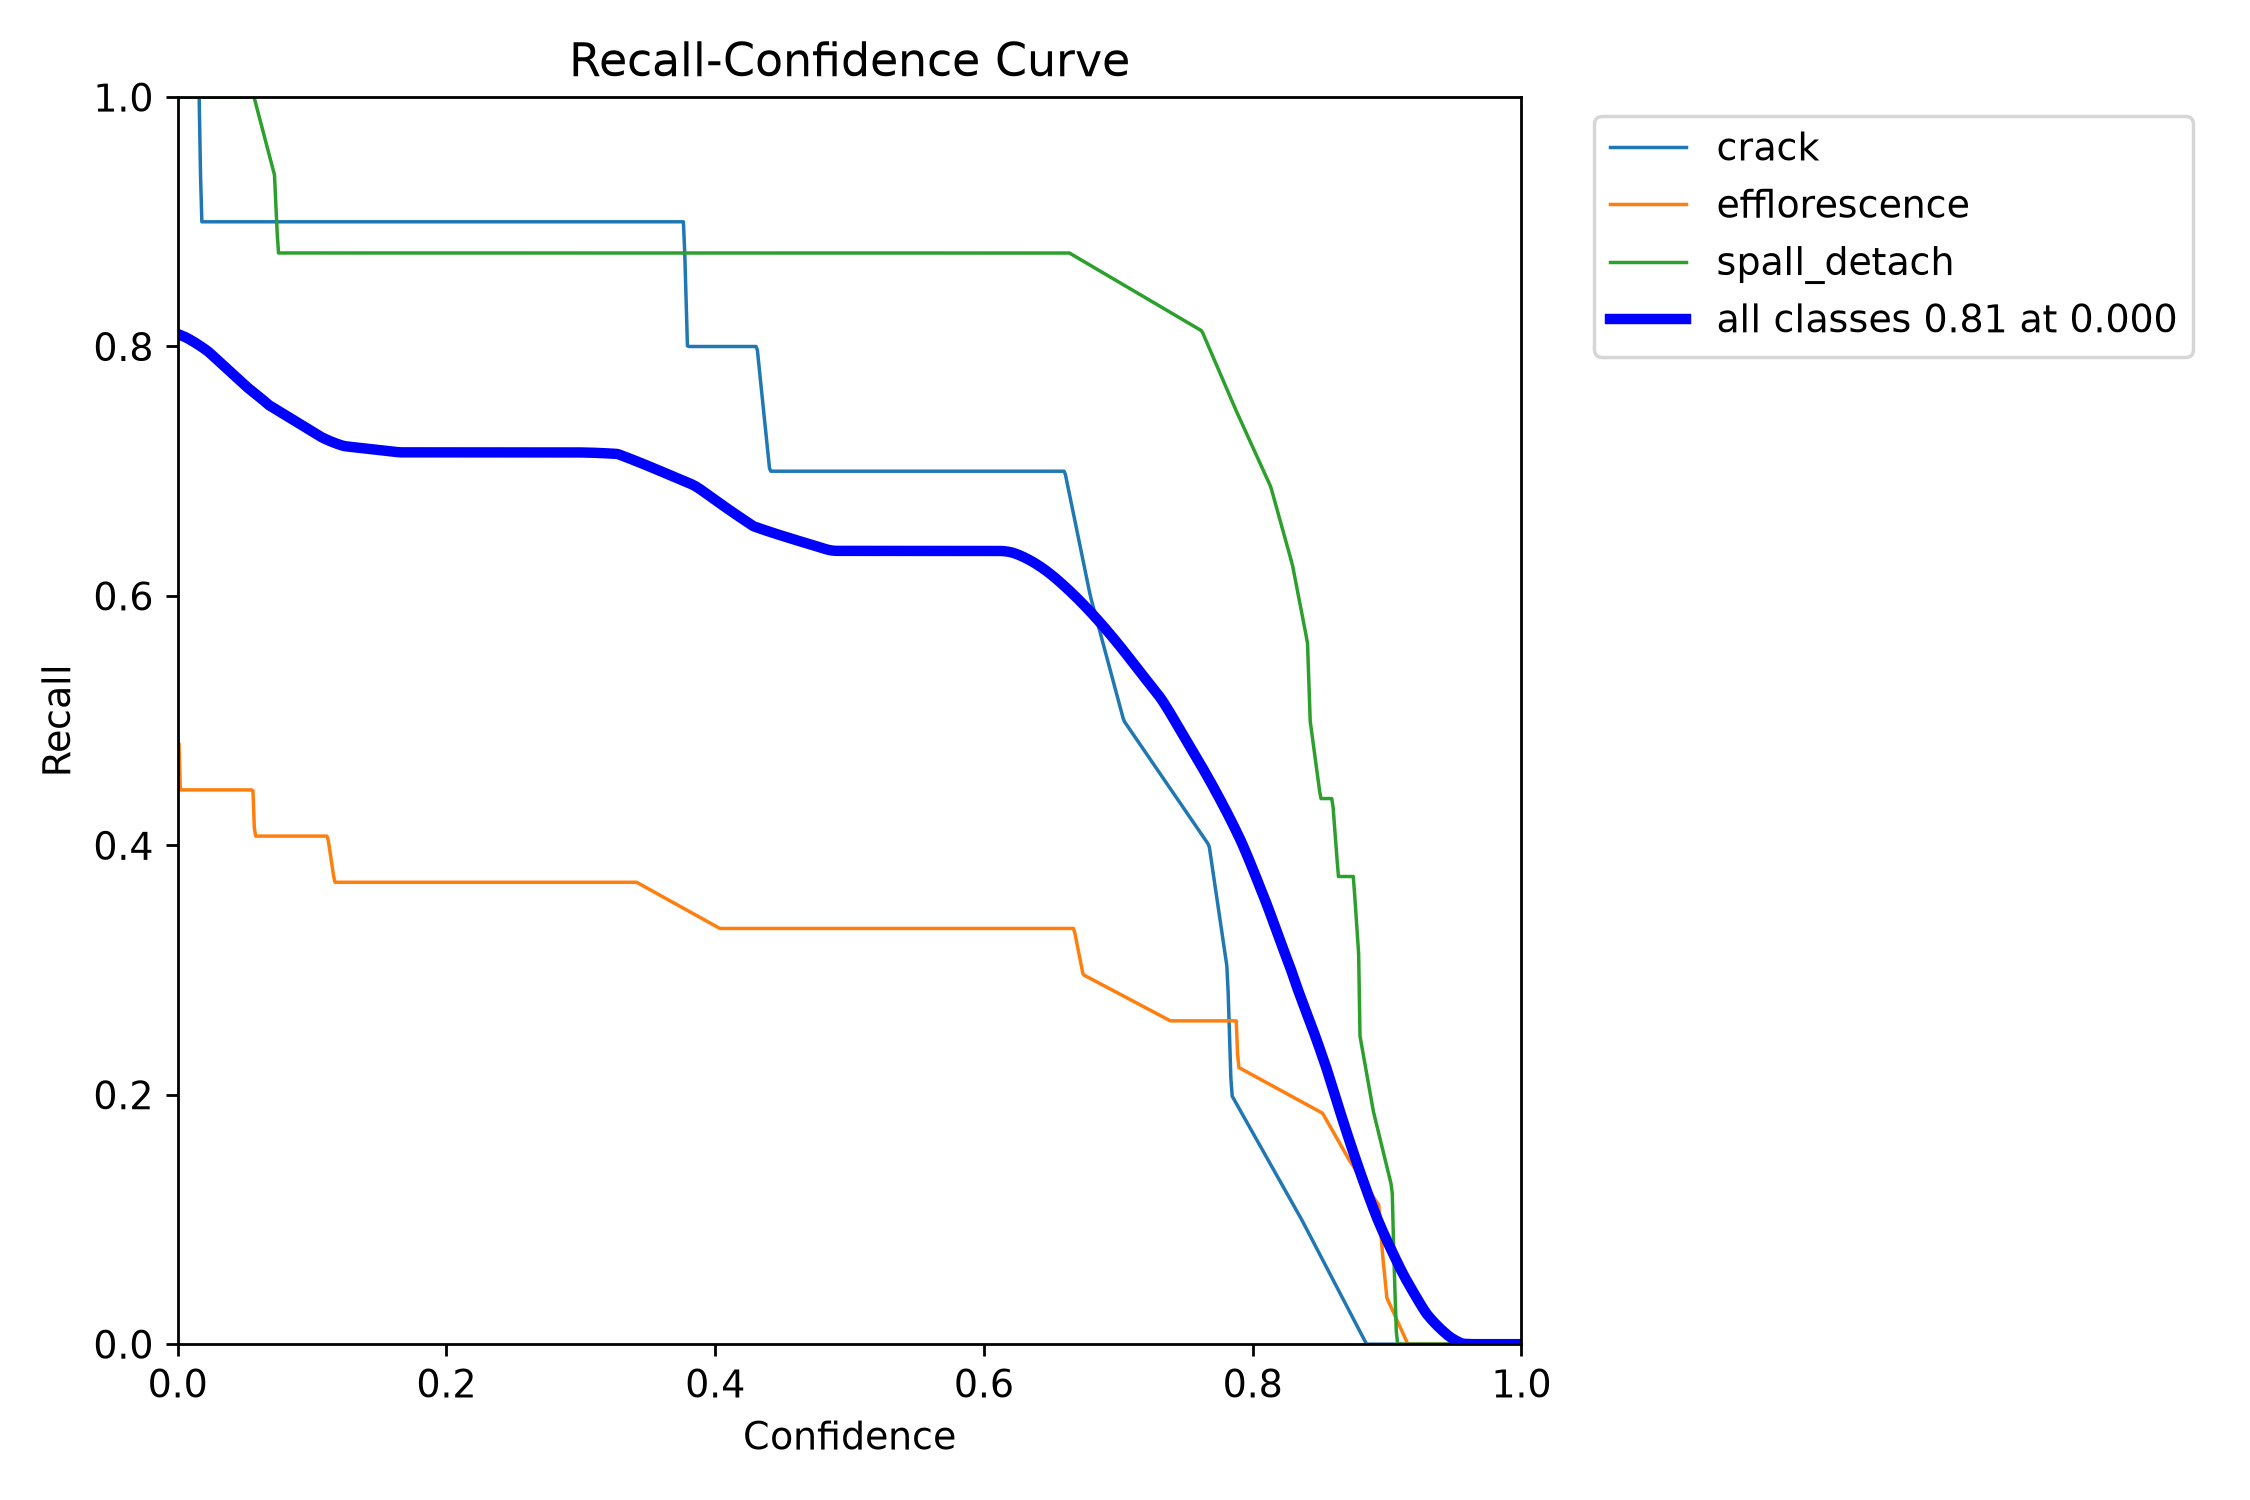 Recall-Confidence Curve
1.0
0.8
0.6
0.4
0.2
0.0
Recall
0.0 0.2 0.4 0.6 0.8 1.0
Confidence
crack
efflorescence
spall_detach
all classes 0.81 at 0.000